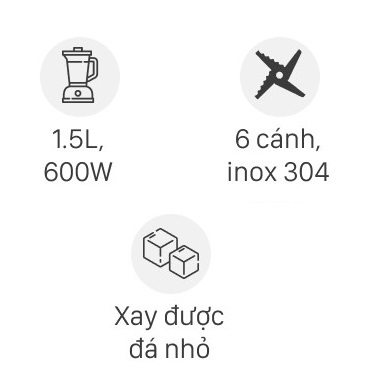 1.5L,
600W
6 cánh,
inox 304
Xay được
đá nhỏ